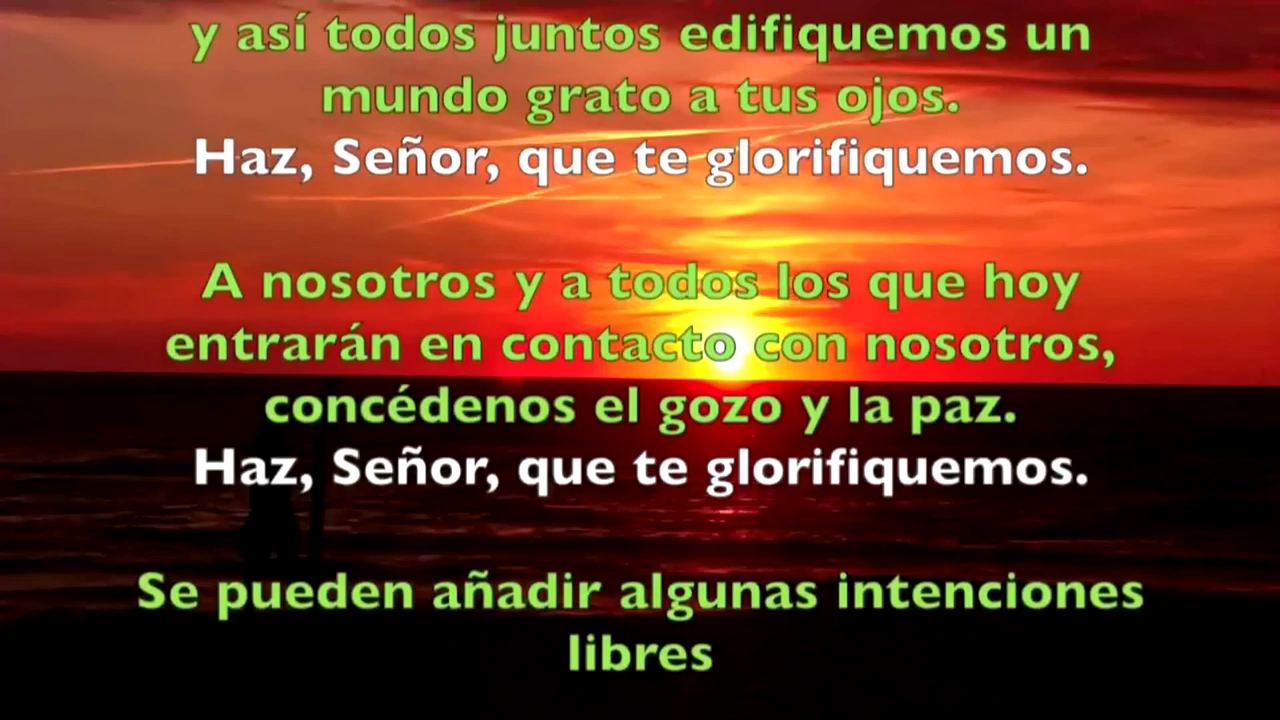 y así todos juntos edifiquemos un
mundo grato a tus ojos.
Haz, Señor, que te glorifiquemos.
A nosotros y a todos los que hoy
entrarán en contacto con nosotros,
concédenos el gozo y la paz.
Haz, Señor, que te glorifiquemos.
Se pueden añadir algunas intenciones
libres